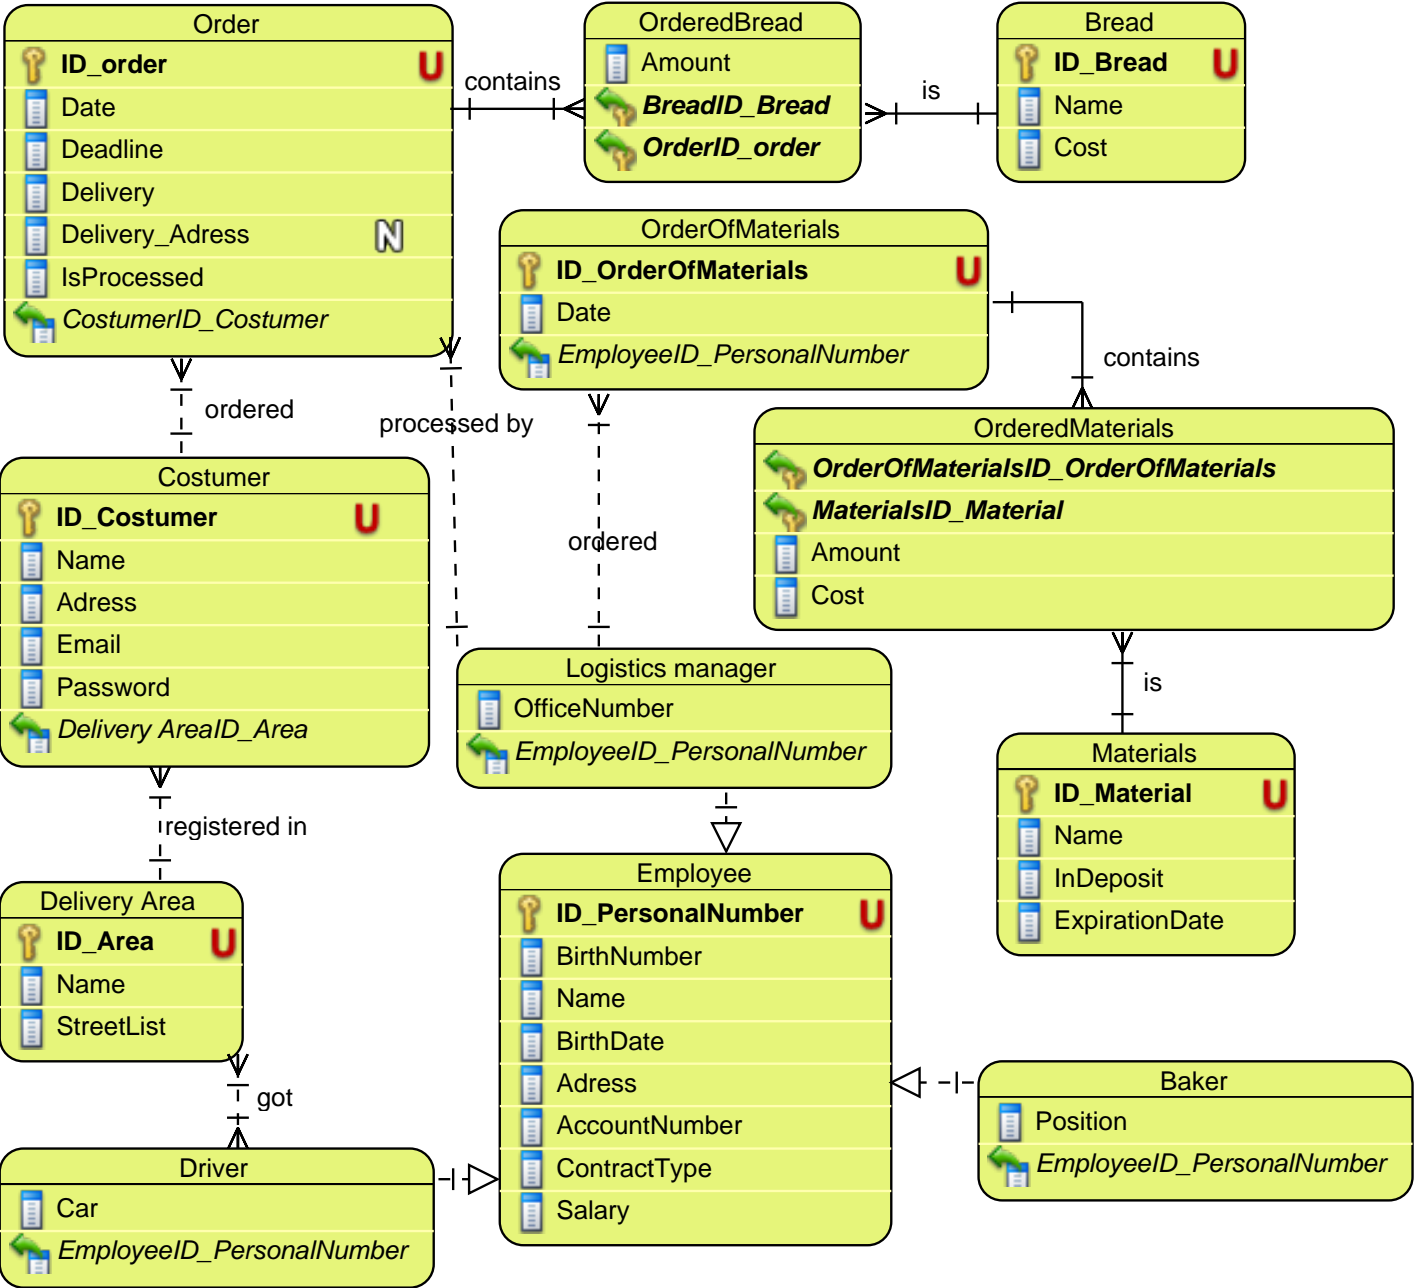 Order
ID_order U
Date
Deadline
Delivery
Delivery_Adress N
IsProcessed
CostumerID_Costumer
contains
OrderedBread
Amount
BreadID_Bread
OrderID_order
is
Bread
ID_Bread U
Name
Cost
OrderOfMaterials
ID_OrderOfMaterials U
Date
EmployeeID_PersonalNumber
contains
ordered
processed by
OrderedMaterials
OrderOfMaterialsID_OrderOfMaterials
MaterialsID_Material
Amount
Cost
Costumer
ID_Costumer U
Name
Adress
Email
Password
Delivery AreaID_Area
ordered
is
Logistics manager
OfficeNumber
EmployeeID_PersonalNumber
Materials
ID_Material U
Name
InDeposit
ExpirationDate
registered in
Delivery Area
ID_Area U
Name
StreetList
Employee
ID_PersonalNumber U
BirthNumber
Name
BirthDate
Adress
AccountNumber
ContractType
Salary
got
Driver
Car
EmployeeID_PersonalNumber
Baker
Position
EmployeeID_PersonalNumber